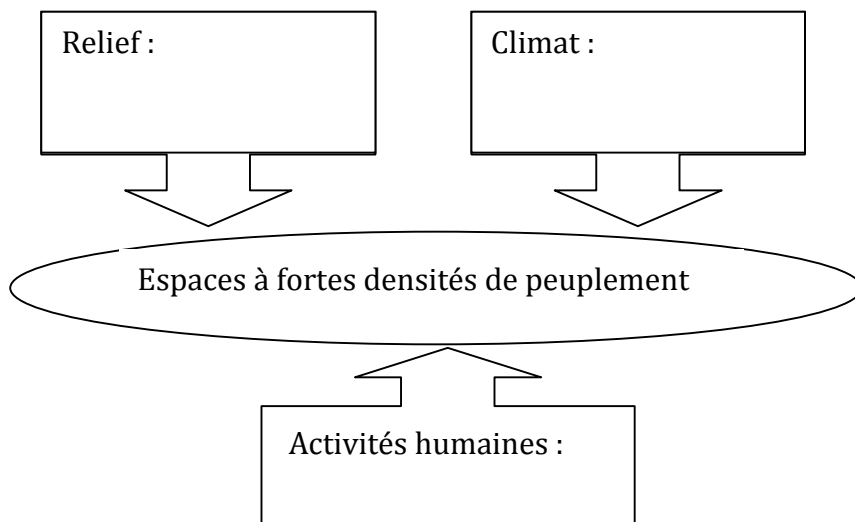 Relief :
Climat :
Espaces à fortes densités de peuplement
Activités humaines :